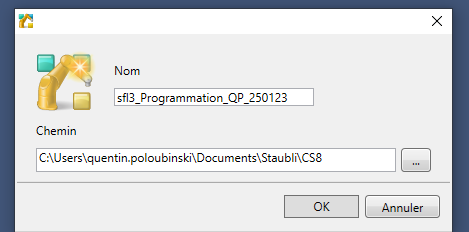 Nom
sfl3_Programmation_QP_250123
Chemin
C:\Users\quentin.poloubinski\Documents\Staubli\CS8
...
OK
Annuler